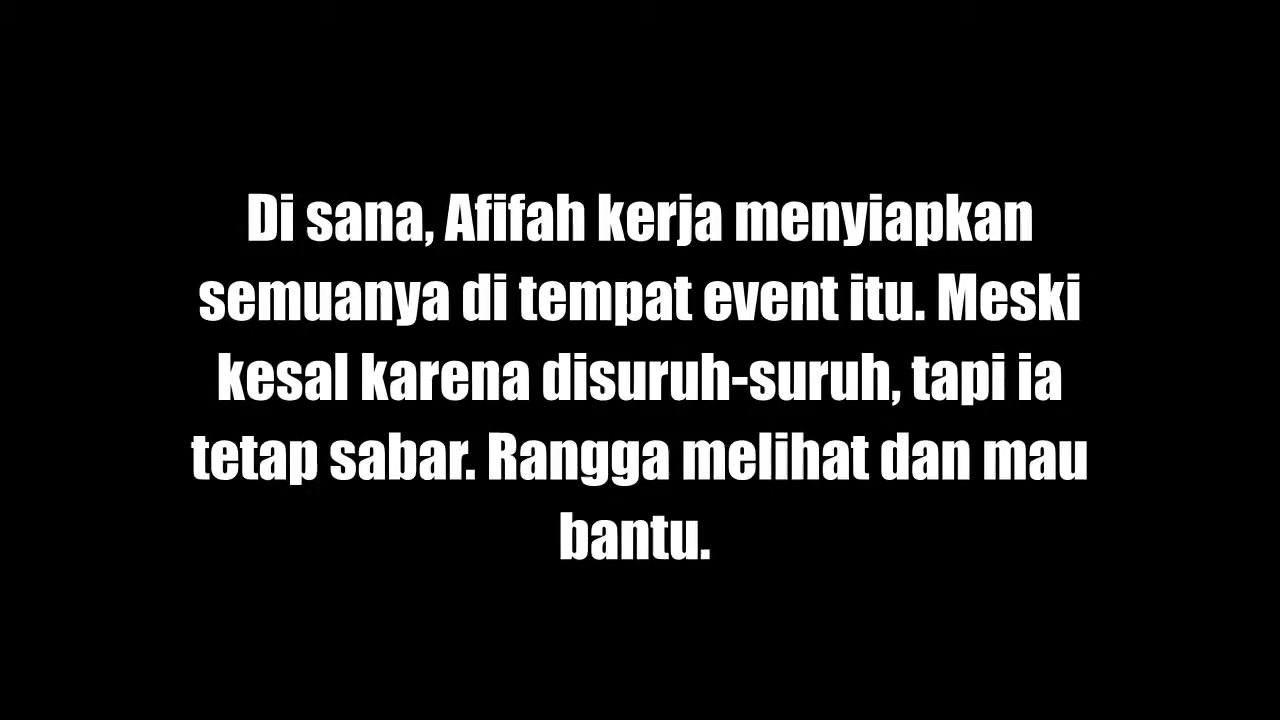 Di sana, Afifah kerja menyiapkan
semuanya di tempat event itu. Meski
kesal karena disuruh-suruh, tapi ia
tetap sabar. Rangga melihat dan mau
bantu.